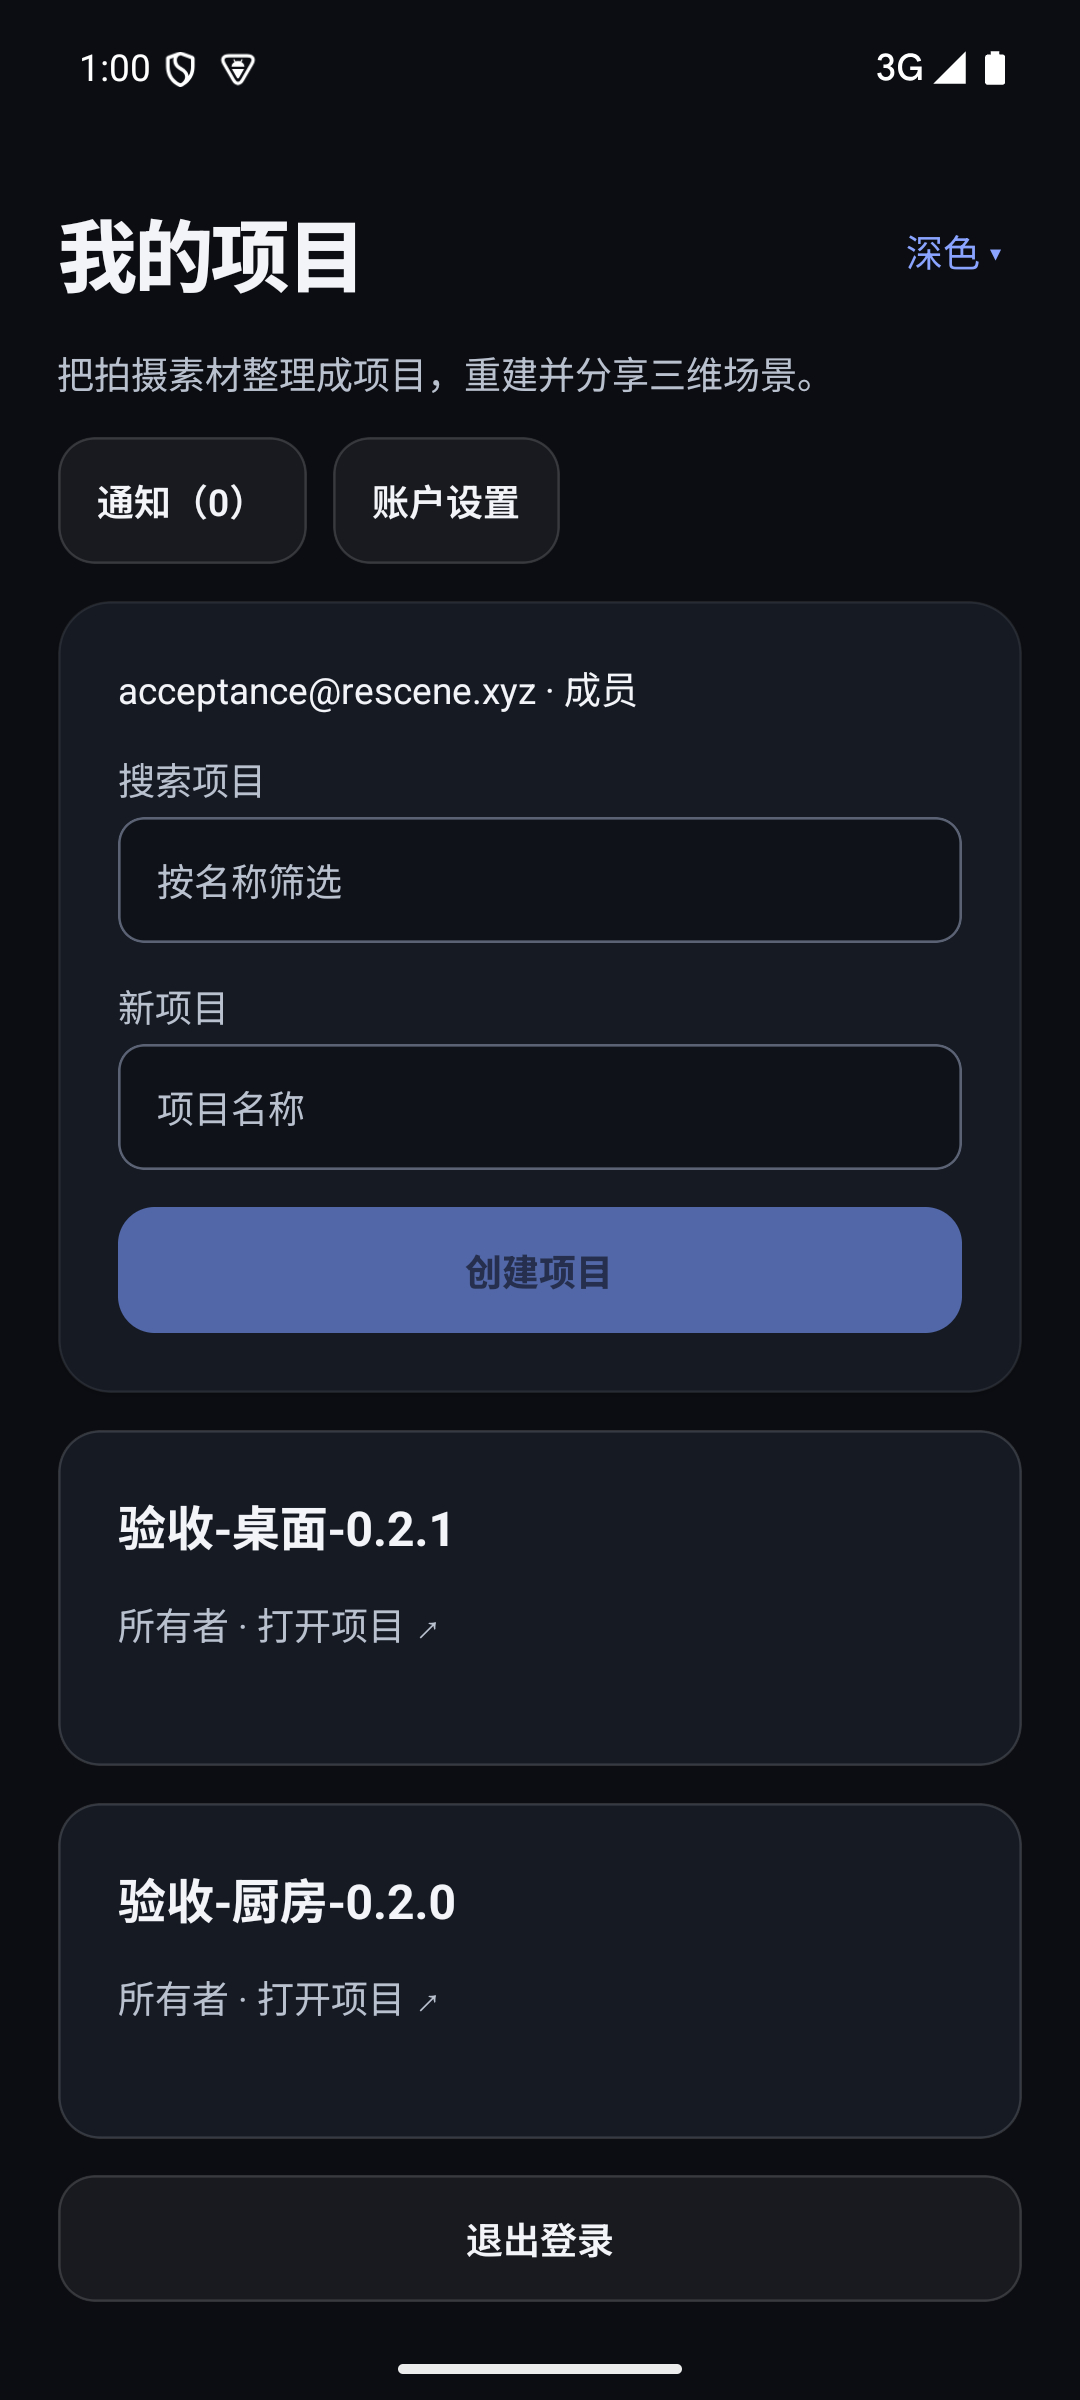 1:00
3G
我的项目
深色 ▾
把拍摄素材整理成项目，重建并分享三维场景。
通知（0）
账户设置
acceptance@rescene.xyz · 成员
搜索项目
按名称筛选
新项目
项目名称
创建项目
验收-桌面-0.2.1
所有者 · 打开项目 ↗
验收-厨房-0.2.0
所有者 · 打开项目 ↗
退出登录